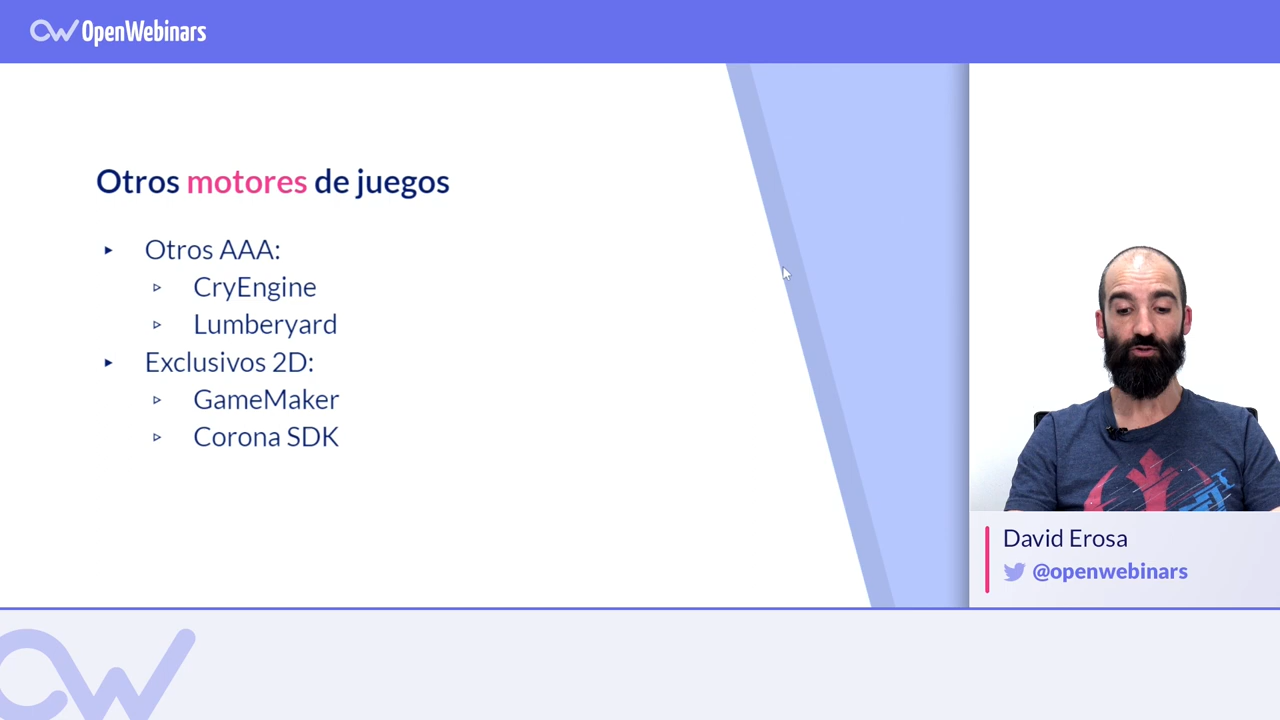 OpenWebinars
Otros motores de juegos
Otros AAA:
CryEngine
Lumberyard
Exclusivos 2D:
GameMaker
Corona SDK
David Erosa
@openwebinars